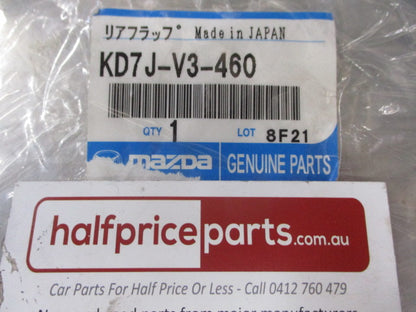 リアフラップ Made in JAPAN
KD7J-V3-460
QTY 1 LOT 8F21
mazda GENUINE PARTS
halfpriceparts.com.au
Car Parts For Half Price Or Less - Call 0412 760 479